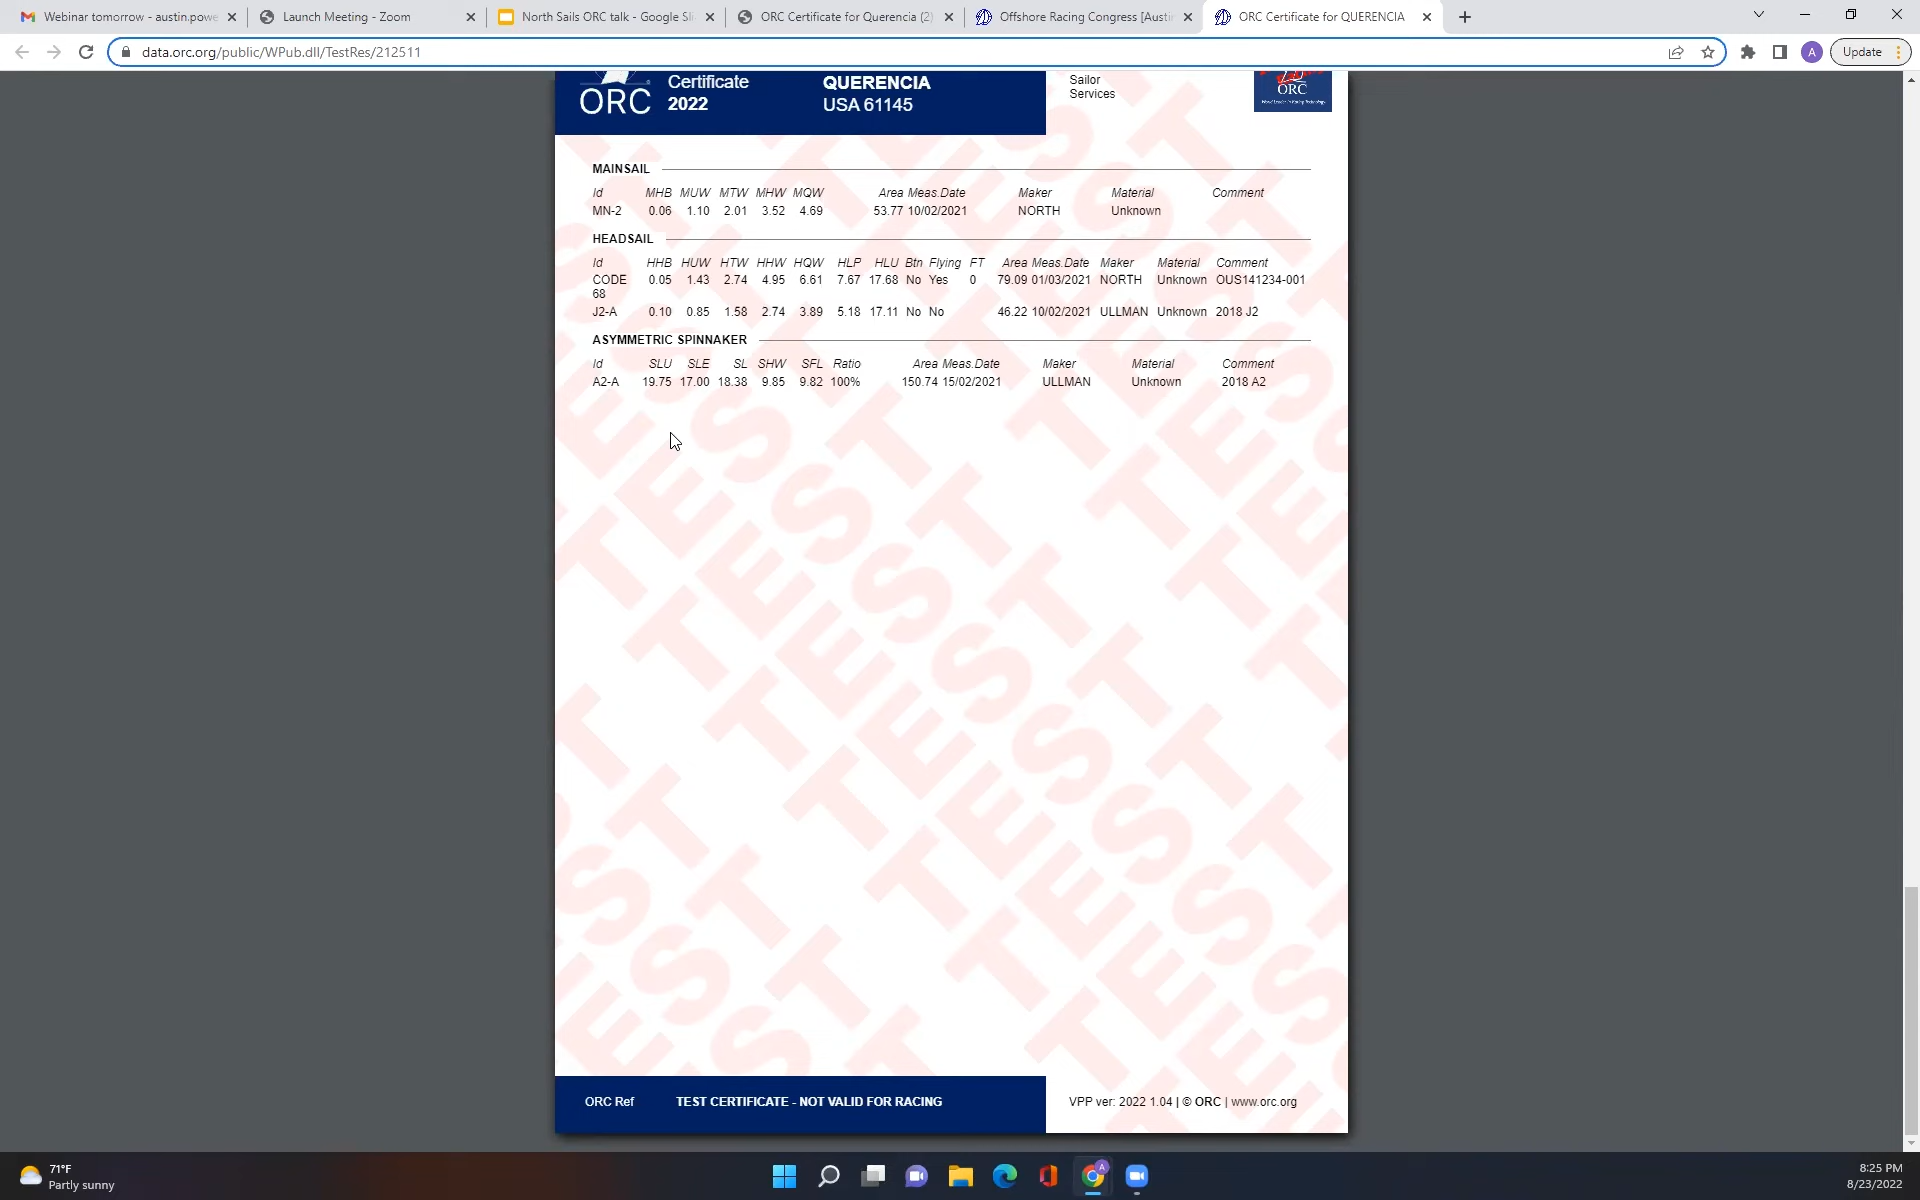 Webinar tomorrow - austin.powe
Launch Meeting - Zoom
North Sails ORC talk - Google Sli
ORC Certificate for Querencia (2)
Offshore Racing Congress [Austi
ORC Certificate for QUERENCIA
data.orc.org/public/WPub.dll/TestRes/212511
A
Update
ORC
Certificate
2022
QUERENCIA
USA 61145
Sailor
Services
ORC
MAINSAIL
Id MHB MUW MTW MHW MQW Area Meas.Date Maker Material Comment
MN-2 0.06 1.10 2.01 3.52 4.69 53.77 10/02/2021 NORTH Unknown
HEADSAIL
Id HHB HUW HTW HHW HQW HLP HLU Btn Flying FT Area Meas.Date Maker Material Comment
CODE 0.05 1.43 2.74 4.95 6.61 7.67 17.68 No Yes 0 79.09 01/03/2021 NORTH Unknown OUS141234-001
68
J2-A 0.10 0.85 1.58 2.74 3.89 5.18 17.11 No No 46.22 10/02/2021 ULLMAN Unknown 2018 J2
ASYMMETRIC SPINNAKER
Id SLU SLE SL SHW SFL Ratio Area Meas.Date Maker Material Comment
A2-A 19.75 17.00 18.38 9.85 9.82 100% 150.74 15/02/2021 ULLMAN Unknown 2018 A2
TEST TEST TEST TEST
ORC Ref TEST CERTIFICATE - NOT VALID FOR RACING
VPP ver: 2022 1.04 | © ORC | www.orc.org
71°F
Partly sunny
A
8:25 PM
8/23/2022